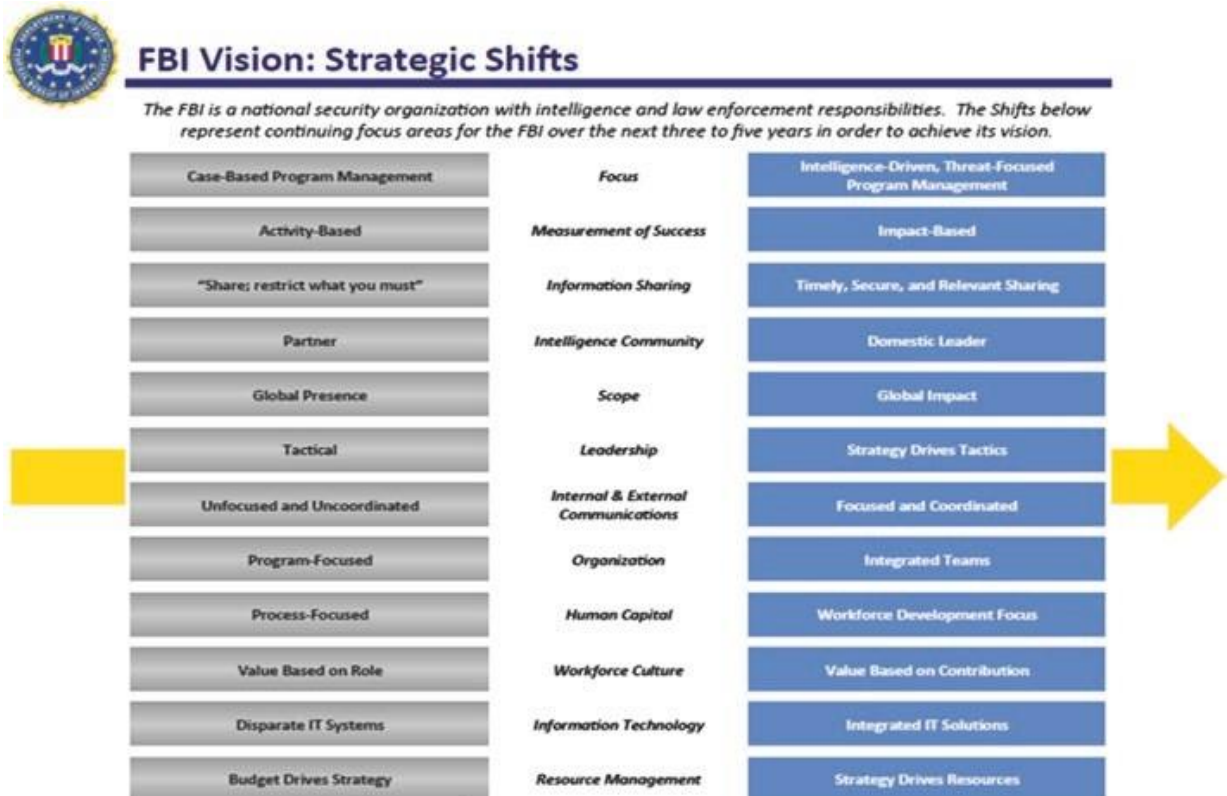 FBI Vision: Strategic Shifts
The FBI is a national security organization with intelligence and law enforcement responsibilities. The Shifts below
represent continuing focus areas for the FBI over the next three to five years in order to achieve its vision.
Case-Based Program Management
Focus
Intelligence-Driven, Threat-Focused
Program Management
Activity-Based
Measurement of Success
Impact-Based
"Share; restrict what you must"
Information Sharing
Timely, Secure, and Relevant Sharing
Partner
Intelligence Community
Domestic Leader
Global Presence
Scope
Global Impact
Tactical
Leadership
Strategy Drives Tactics
Unfocused and Uncoordinated
Internal & External
Communications
Focused and Coordinated
Program-Focused
Organization
Integrated Teams
Process-Focused
Human Capital
Workforce Development Focus
Value Based on Role
Workforce Culture
Value Based on Contribution
Disparate IT Systems
Information Technology
Integrated IT Solutions
Budget Drives Strategy
Resource Management
Strategy Drives Resources